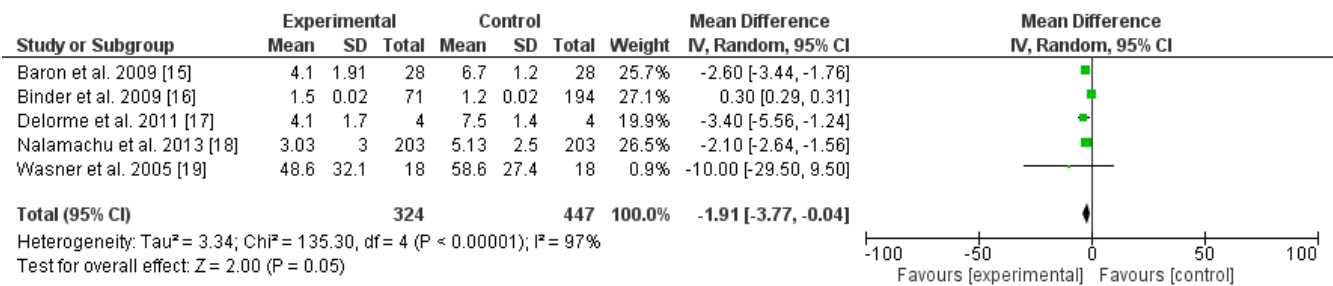 Experimental Control Mean Difference Mean Difference
Study or Subgroup Mean SD Total Mean SD Total Weight IV, Random, 95% CI IV, Random, 95% CI
Baron et al. 2009 [15] 4.1 1.91 28 6.7 1.2 28 25.7% -2.60 [-3.44, -1.76]
Binder et al. 2009 [16] 1.5 0.02 71 1.2 0.02 194 27.1% 0.30 [0.29, 0.31]
Delorme et al. 2011 [17] 4.1 1.7 4 7.5 1.4 4 19.9% -3.40 [-5.56, -1.24]
Nalamachu et al. 2013 [18] 3.03 3 203 5.13 2.5 203 26.5% -2.10 [-2.64, -1.56]
Wasner et al. 2005 [19] 48.6 32.1 18 58.6 27.4 18 0.9% -10.00 [-29.50, 9.50]
Total (95% CI) 324 447 100.0% -1.91 [-3.77, -0.04]
Heterogeneity: Tau² = 3.34; Chi² = 135.30, df = 4 (P < 0.00001); I² = 97%
Test for overall effect: Z = 2.00 (P = 0.05)
-100 -50 0 50 100
Favours [experimental] Favours [control]